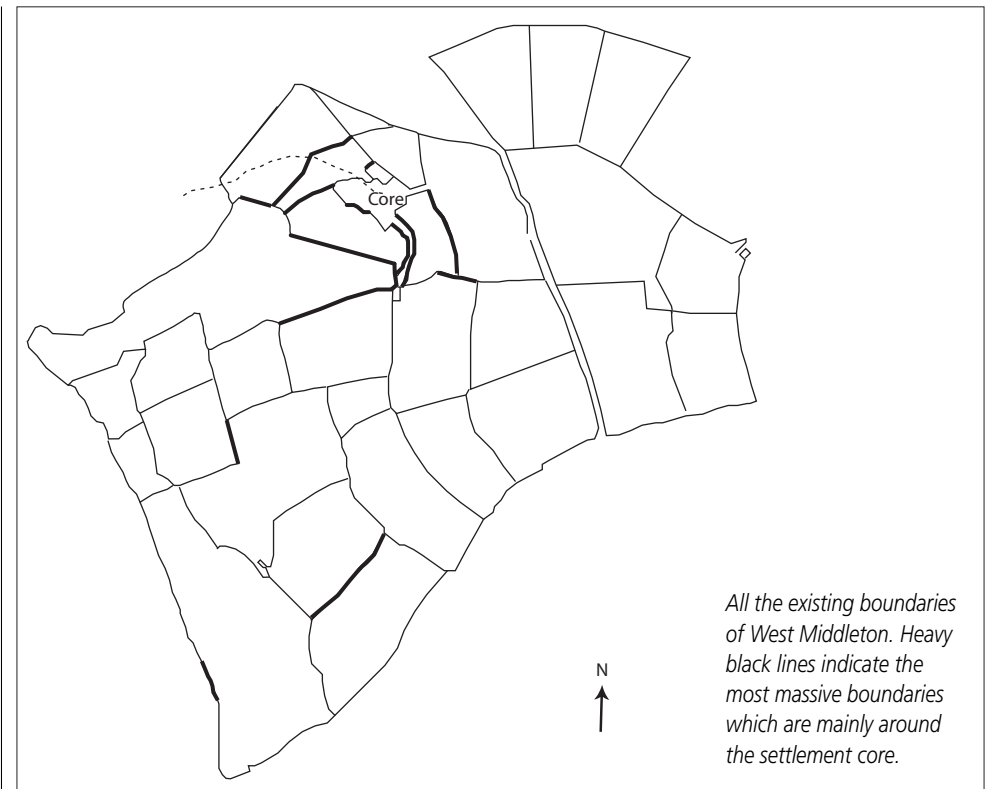 Core
N
All the existing boundaries
of West Middleton. Heavy
black lines indicate the
most massive boundaries
which are mainly around
the settlement core.